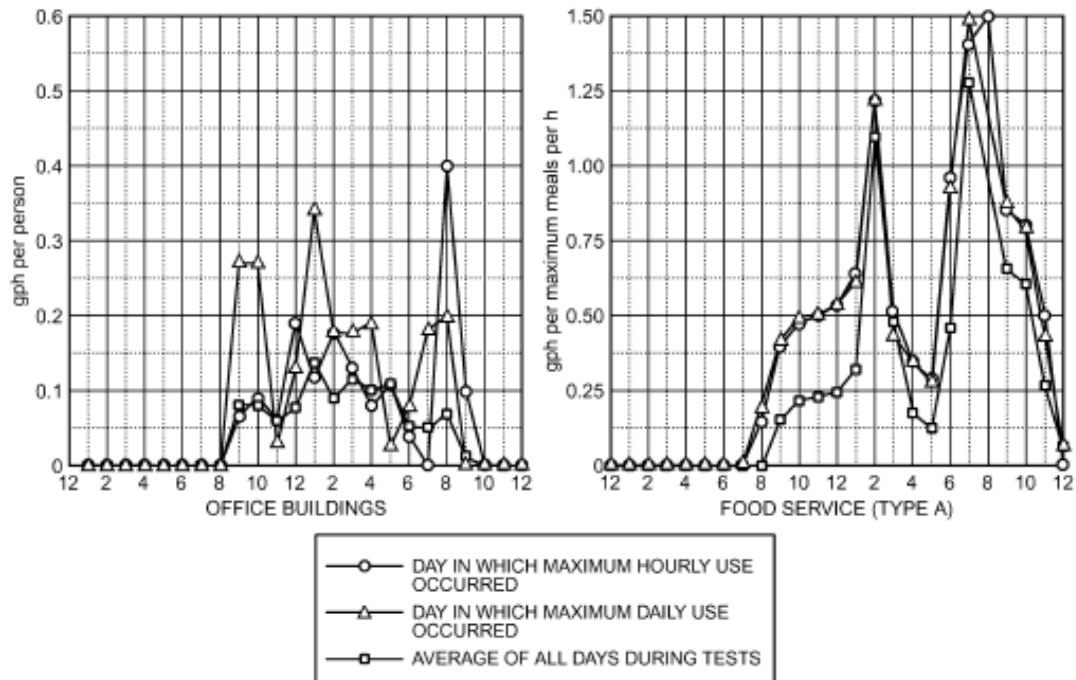 gph per person
0.6
0.5
0.4
0.3
0.2
0.1
0
12 2 4 6 8 10 12 2 4 6 8 10 12
OFFICE BUILDINGS
gph per maximum meals per h
1.50
1.25
1.00
0.75
0.50
0.25
0.00
12 2 4 6 8 10 12 2 4 6 8 10 12
FOOD SERVICE (TYPE A)
DAY IN WHICH MAXIMUM HOURLY USE
OCCURRED
DAY IN WHICH MAXIMUM DAILY USE
OCCURRED
AVERAGE OF ALL DAYS DURING TESTS